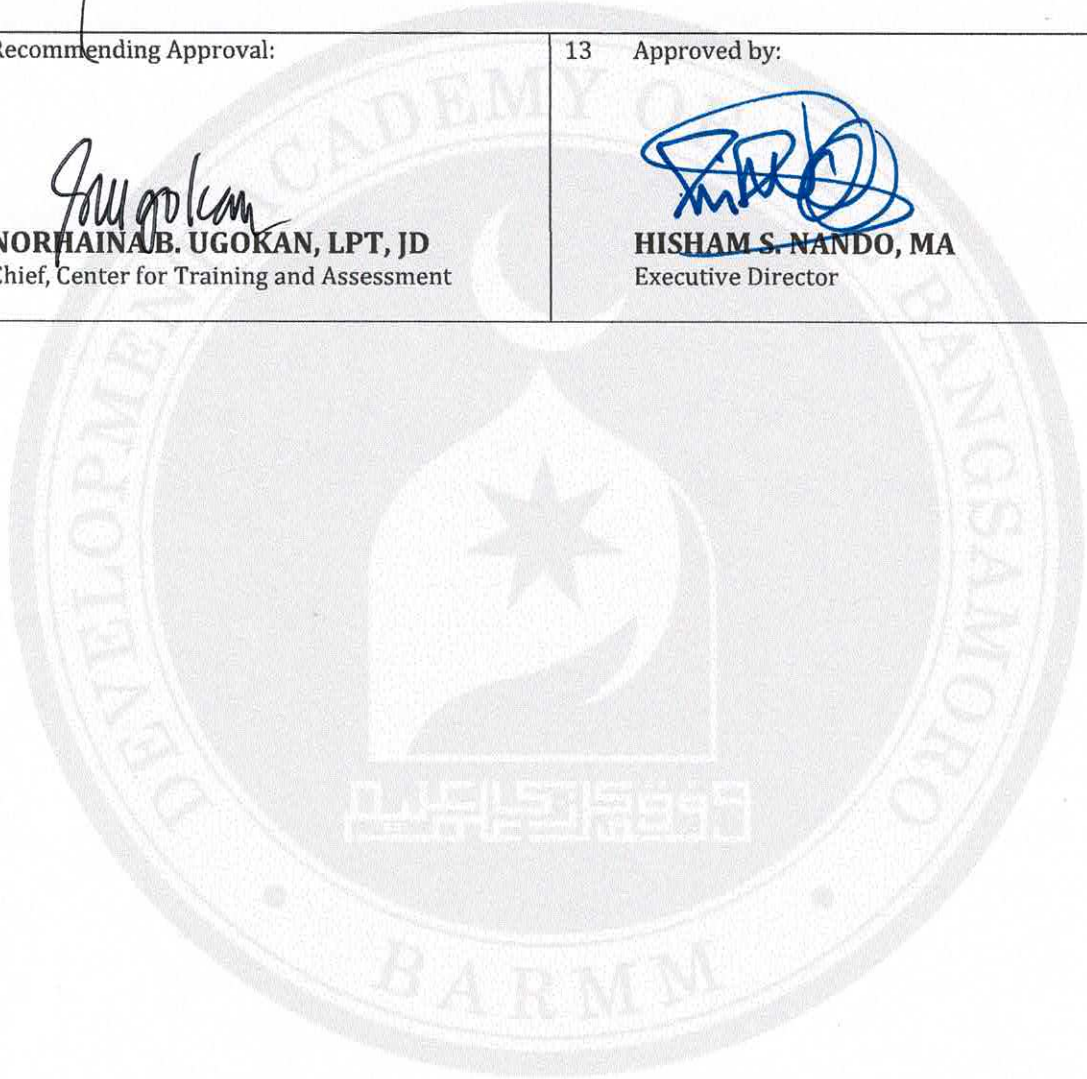 Recommending Approval:
NORHAINA B. UGOKAN, LPT, JD
Chief, Center for Training and Assessment
13 Approved by:
HISHAM S. NANDO, MA
Executive Director
DEVELOPMENT ACADEMY OF BANGSAMORO
BARMM